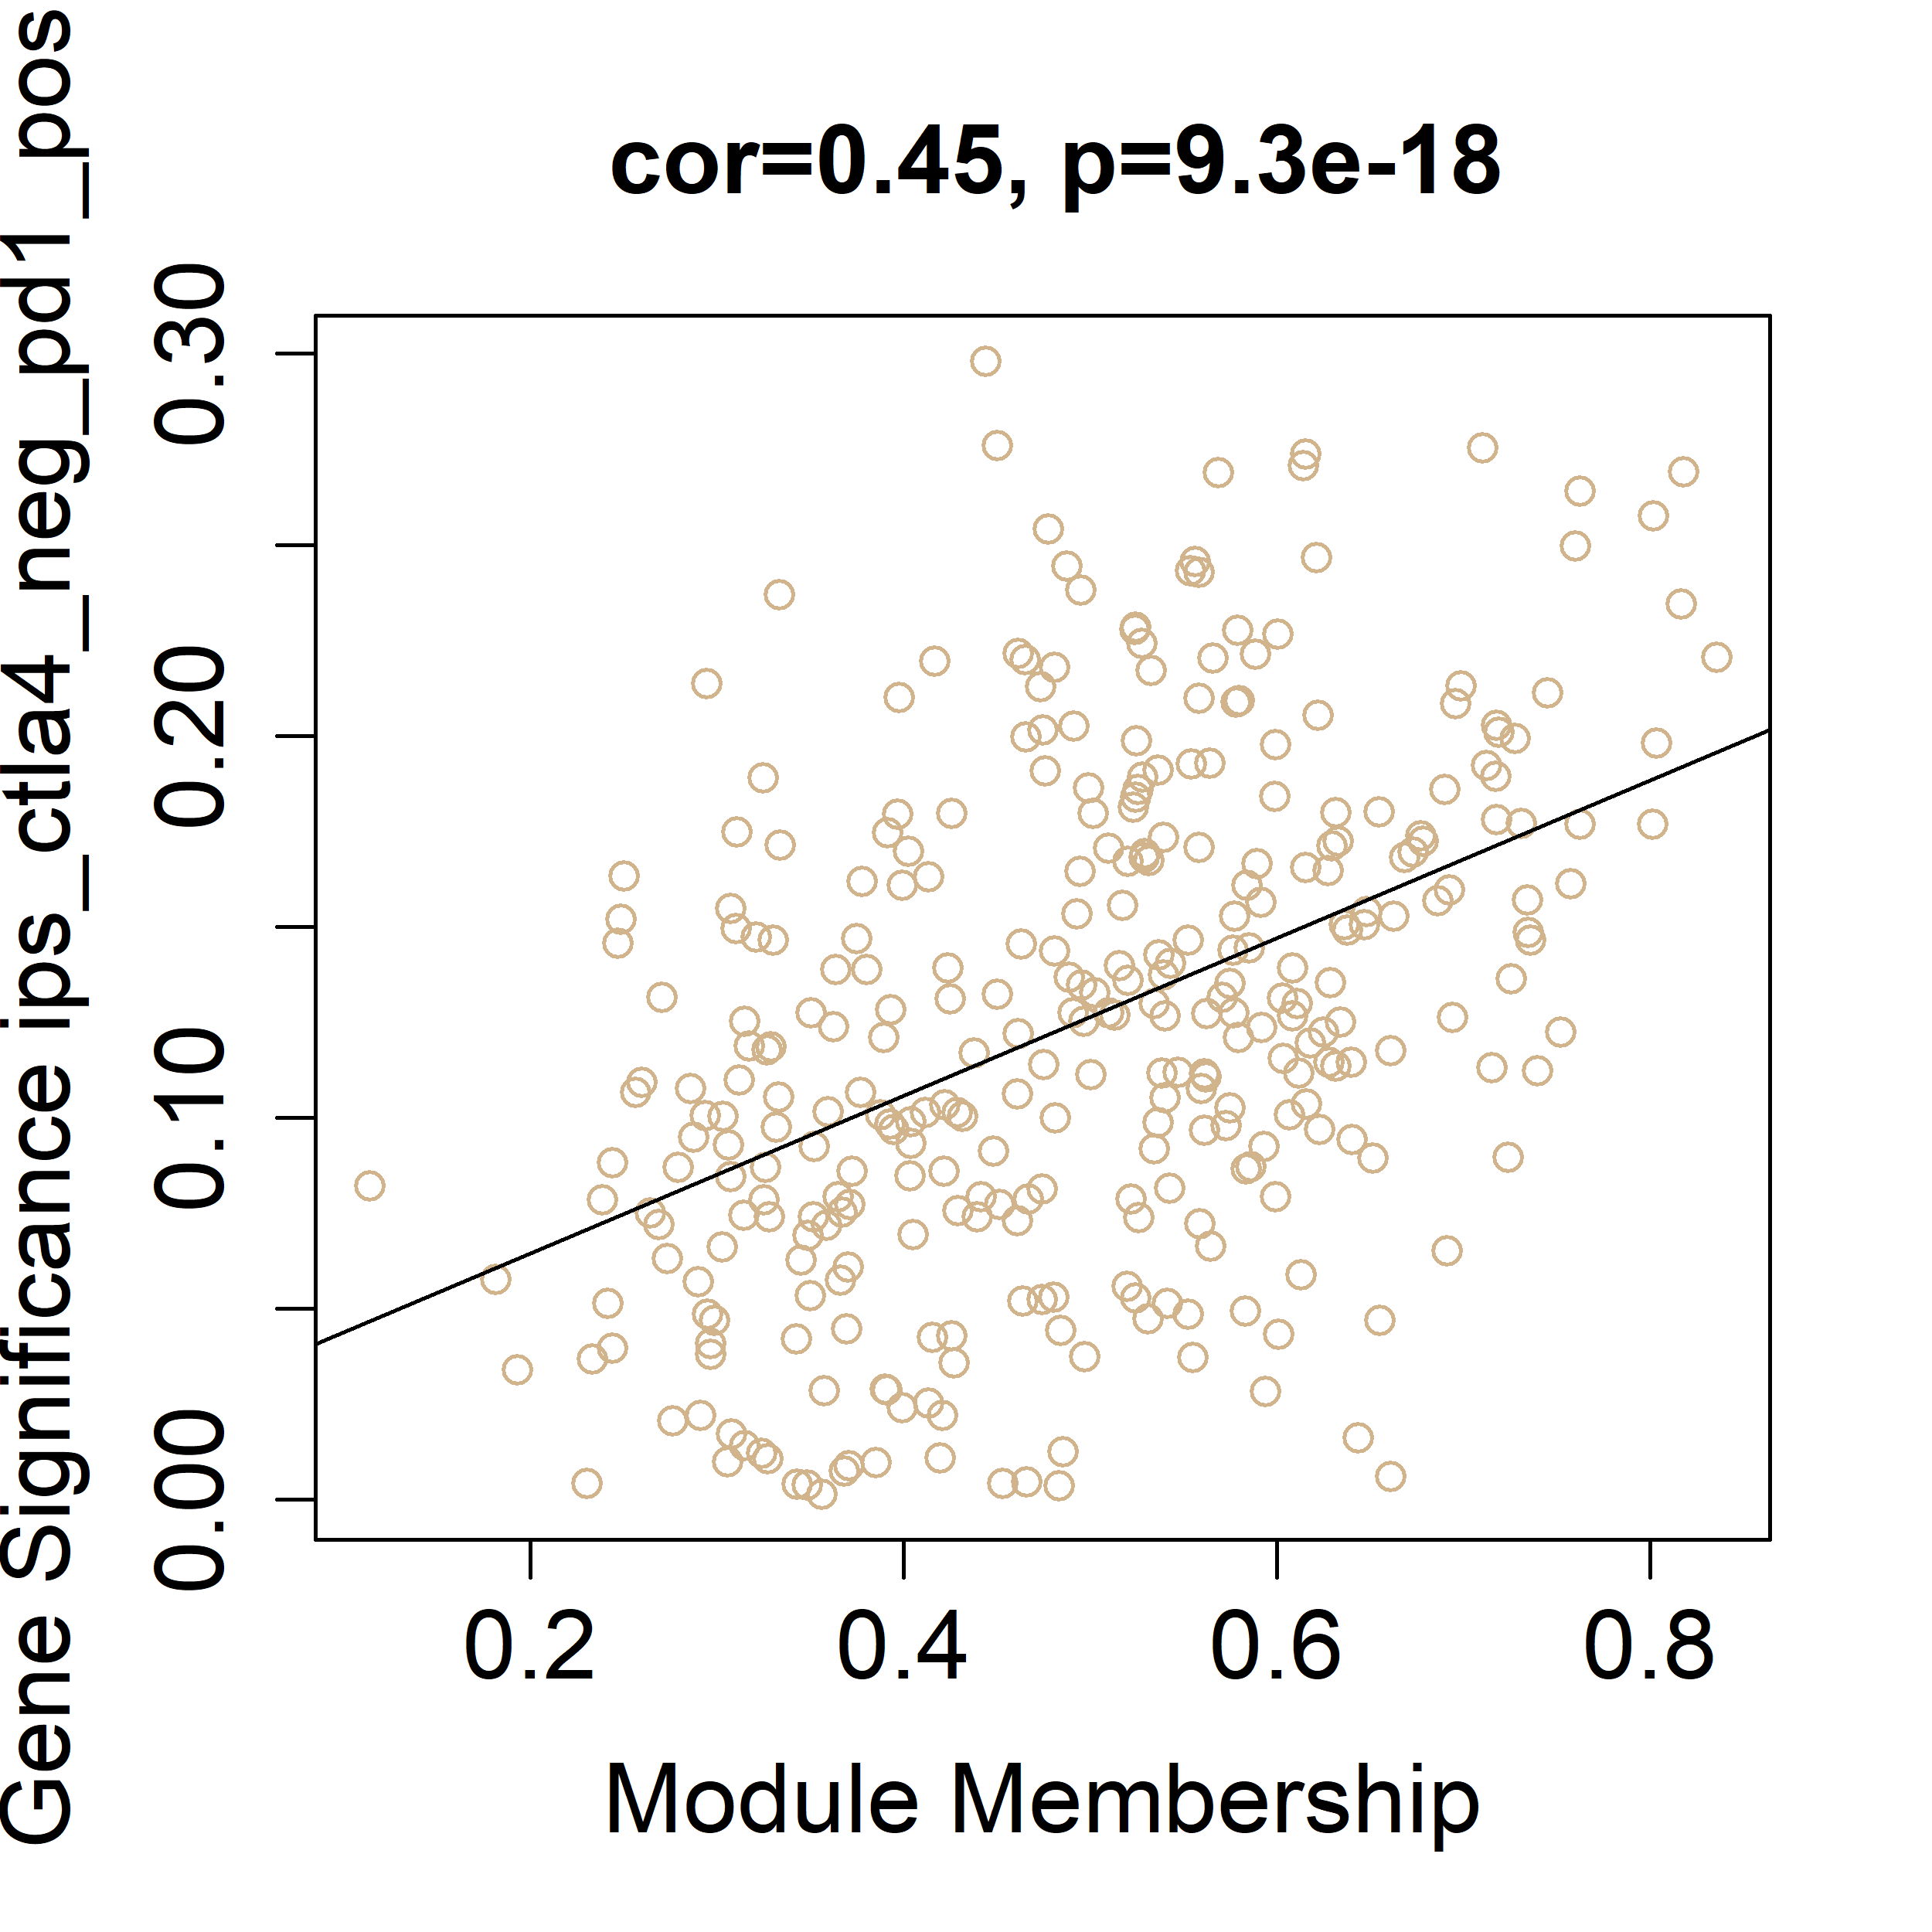 cor=0.45, p=9.3e-18
Gene Significance ips_ctla4_neg_pd1_pos
0.30
0.20
0.10
0.00
0.2 0.4 0.6 0.8
Module Membership